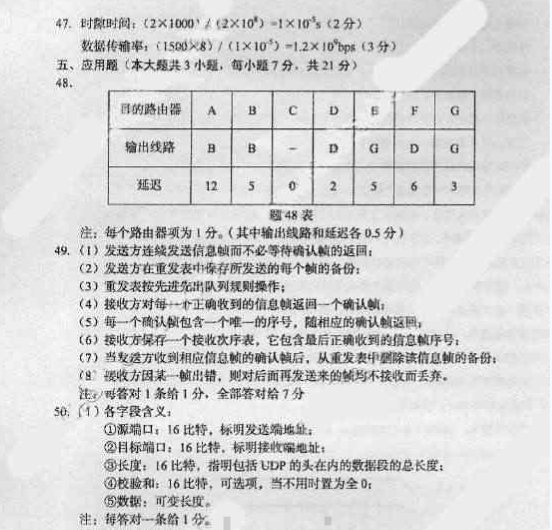 47. 时隙时间：(2×1000) / (2×10⁸) =1×10⁻⁵s（2分）
数据传输率：(1500×8) / (1×10⁻⁵) =1.2×10⁹bps（3分）
五、应用题（本大题共3小题，每小题7分，共21分）
48.
目的路由器 A B C D E F G
输出线路 B B － D G D G
延迟 12 5 0 2 5 6 3
题48表
注：每个路由器项为1分。（其中输出线路和延迟各0.5分）
49.（1）发送方连续发送信息帧而不必等待确认帧的返回；
（2）发送方在重发表中保存所发送的每个帧的备份；
（3）重发表按先进先出队列规则操作；
（4）接收方对每一个正确收到的信息帧返回一个确认帧；
（5）每一个确认帧包含一个唯一的序号，随相应的确认帧返回；
（6）接收方保存一个接收次序表，它包含最后正确收到的信息帧序号；
（7）当发送方收到相应信息帧的确认帧后，从重发表中删除该信息帧的备份；
（8）接收方因某一帧出错，则对后面再发送来的帧均不接收而丢弃。
注：每答对1条给1分，全部答对给7分
50.（1）各字段含义：
①源端口：16比特，标明发送端地址；
②目标端口：16比特，标明接收端地址；
③长度：16比特，指明包括UDP的头在内的数据段的总长度；
④校验和：16比特，可选项，当不用时置为全0；
⑤数据：可变长度。
注：每答对一条给1分。